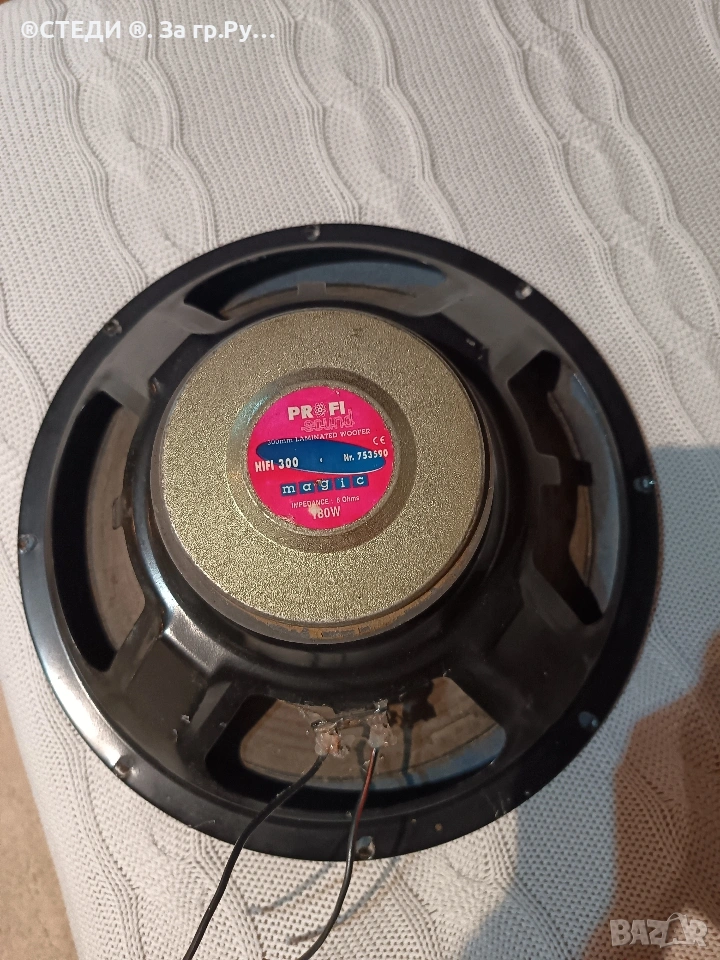 ®СТЕДИ ®. За гр.Ру...
PROFI
sound
300mm LAMINATED WOOFER
CE
HIFI 300
Nr. 753590
magic
IMPEDANCE : 8 Ohms
180W
BAZAR